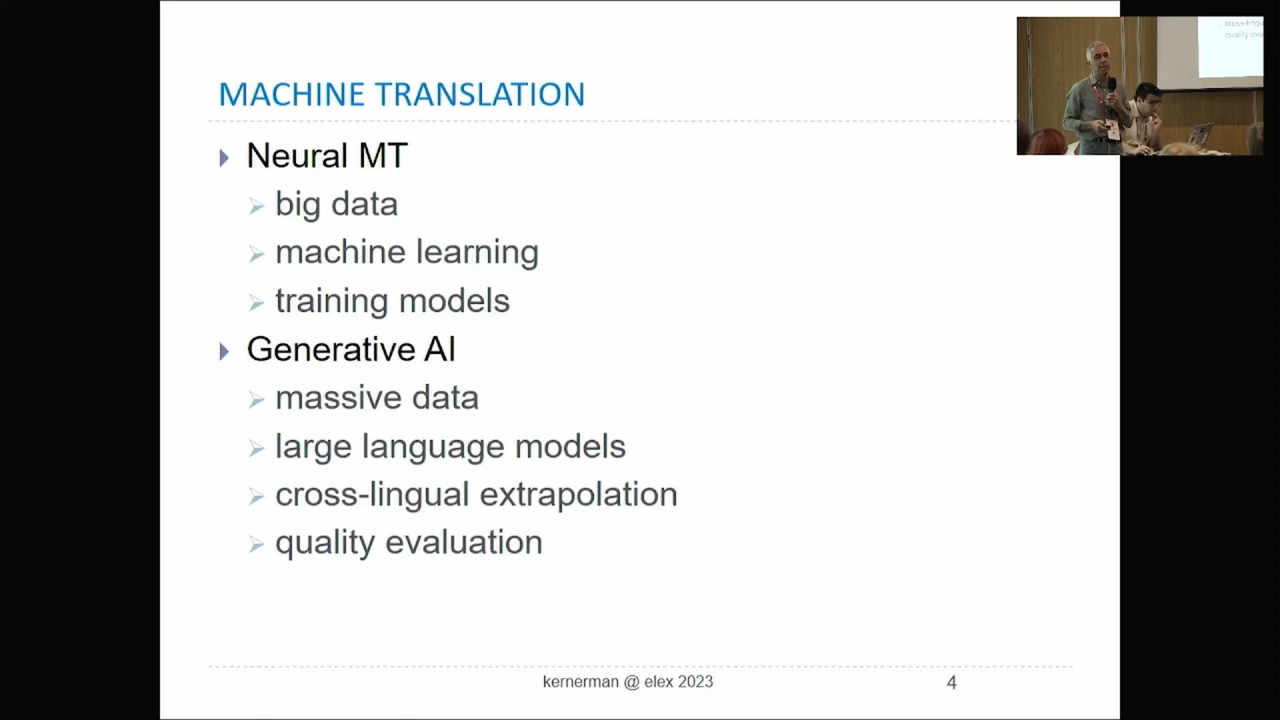 MACHINE TRANSLATION
Neural MT
big data
machine learning
training models
Generative AI
massive data
large language models
cross-lingual extrapolation
quality evaluation
kernerman @ elex 2023
4